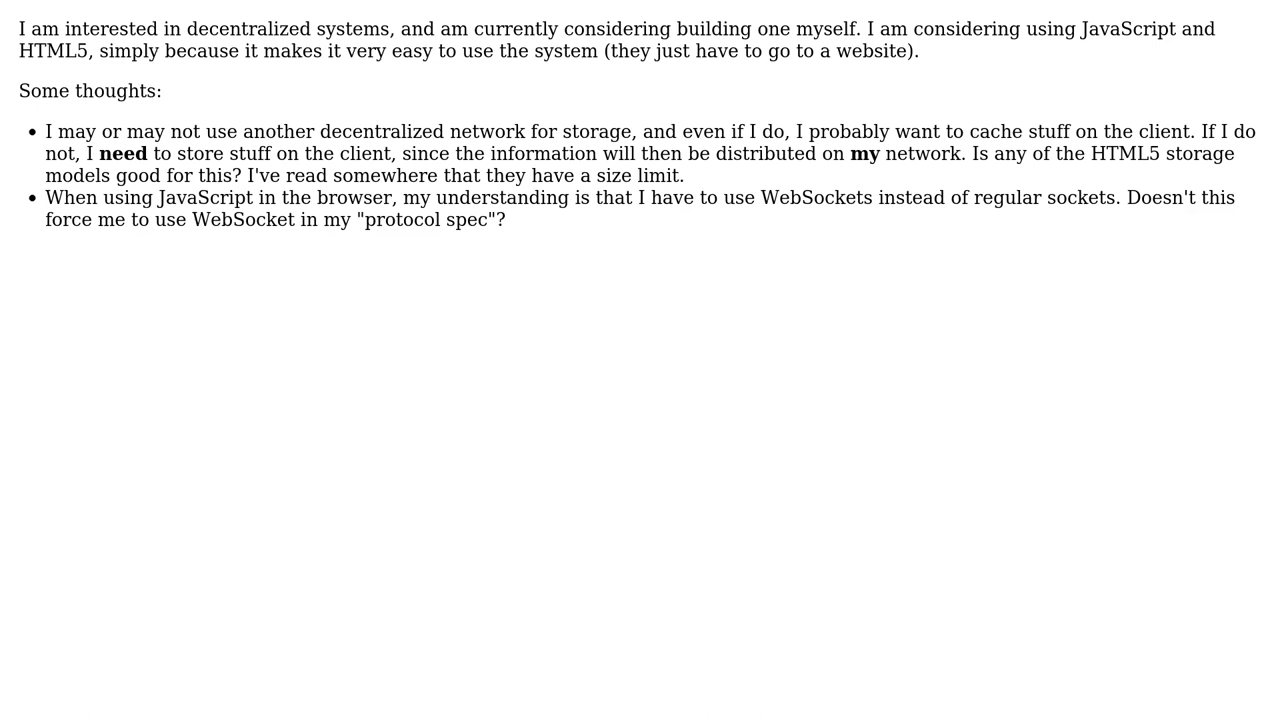 I am interested in decentralized systems, and am currently considering building one myself. I am considering using JavaScript and
HTML5, simply because it makes it very easy to use the system (they just have to go to a website).
Some thoughts:
• I may or may not use another decentralized network for storage, and even if I do, I probably want to cache stuff on the client. If I do
not, I need to store stuff on the client, since the information will then be distributed on my network. Is any of the HTML5 storage
models good for this? I've read somewhere that they have a size limit.
• When using JavaScript in the browser, my understanding is that I have to use WebSockets instead of regular sockets. Doesn't this
force me to use WebSocket in my "protocol spec"?